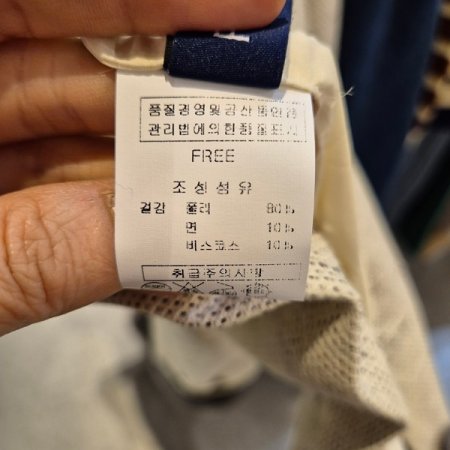 품질경영및공산품안전
관리법에의한품질표시
FREE
조성섬유
겉감 폴리 80%
면 10%
비스코스 10%
취급주의사항